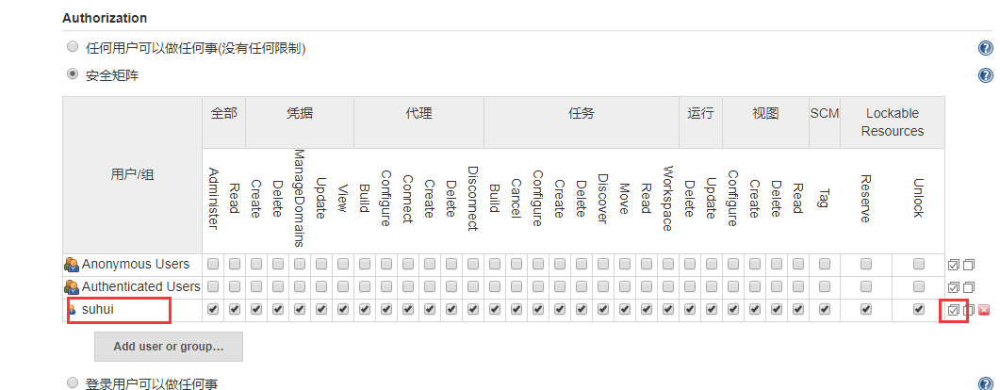 Authorization
任何用户可以做任何事(没有任何限制)
安全矩阵
用户/组 全部 凭据 代理 任务 运行 视图 SCM Lockable Resources
Administer Read Create Delete ManageDomains Update View Build Configure Connect Create Delete Disconnect Build Cancel Configure Create Delete Discover Move Read Workspace Delete Update Configure Create Delete Read Tag Reserve Unlock
Anonymous Users
Authenticated Users
suhui
Add user or group…
登录用户可以做任何事